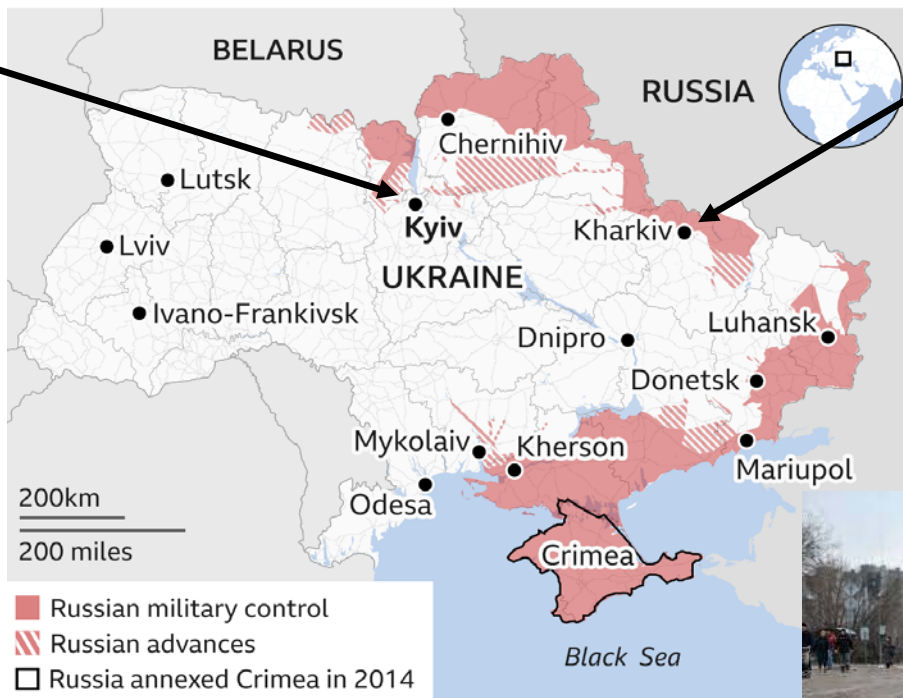 BELARUS
RUSSIA
Chernihiv
Lutsk
Kyiv
Kharkiv
Lviv
UKRAINE
Ivano-Frankivsk
Dnipro
Luhansk
Donetsk
Mykolaiv
Kherson
Mariupol
Odesa
200km
200 miles
Crimea
Black Sea
Russian military control
Russian advances
Russia annexed Crimea in 2014